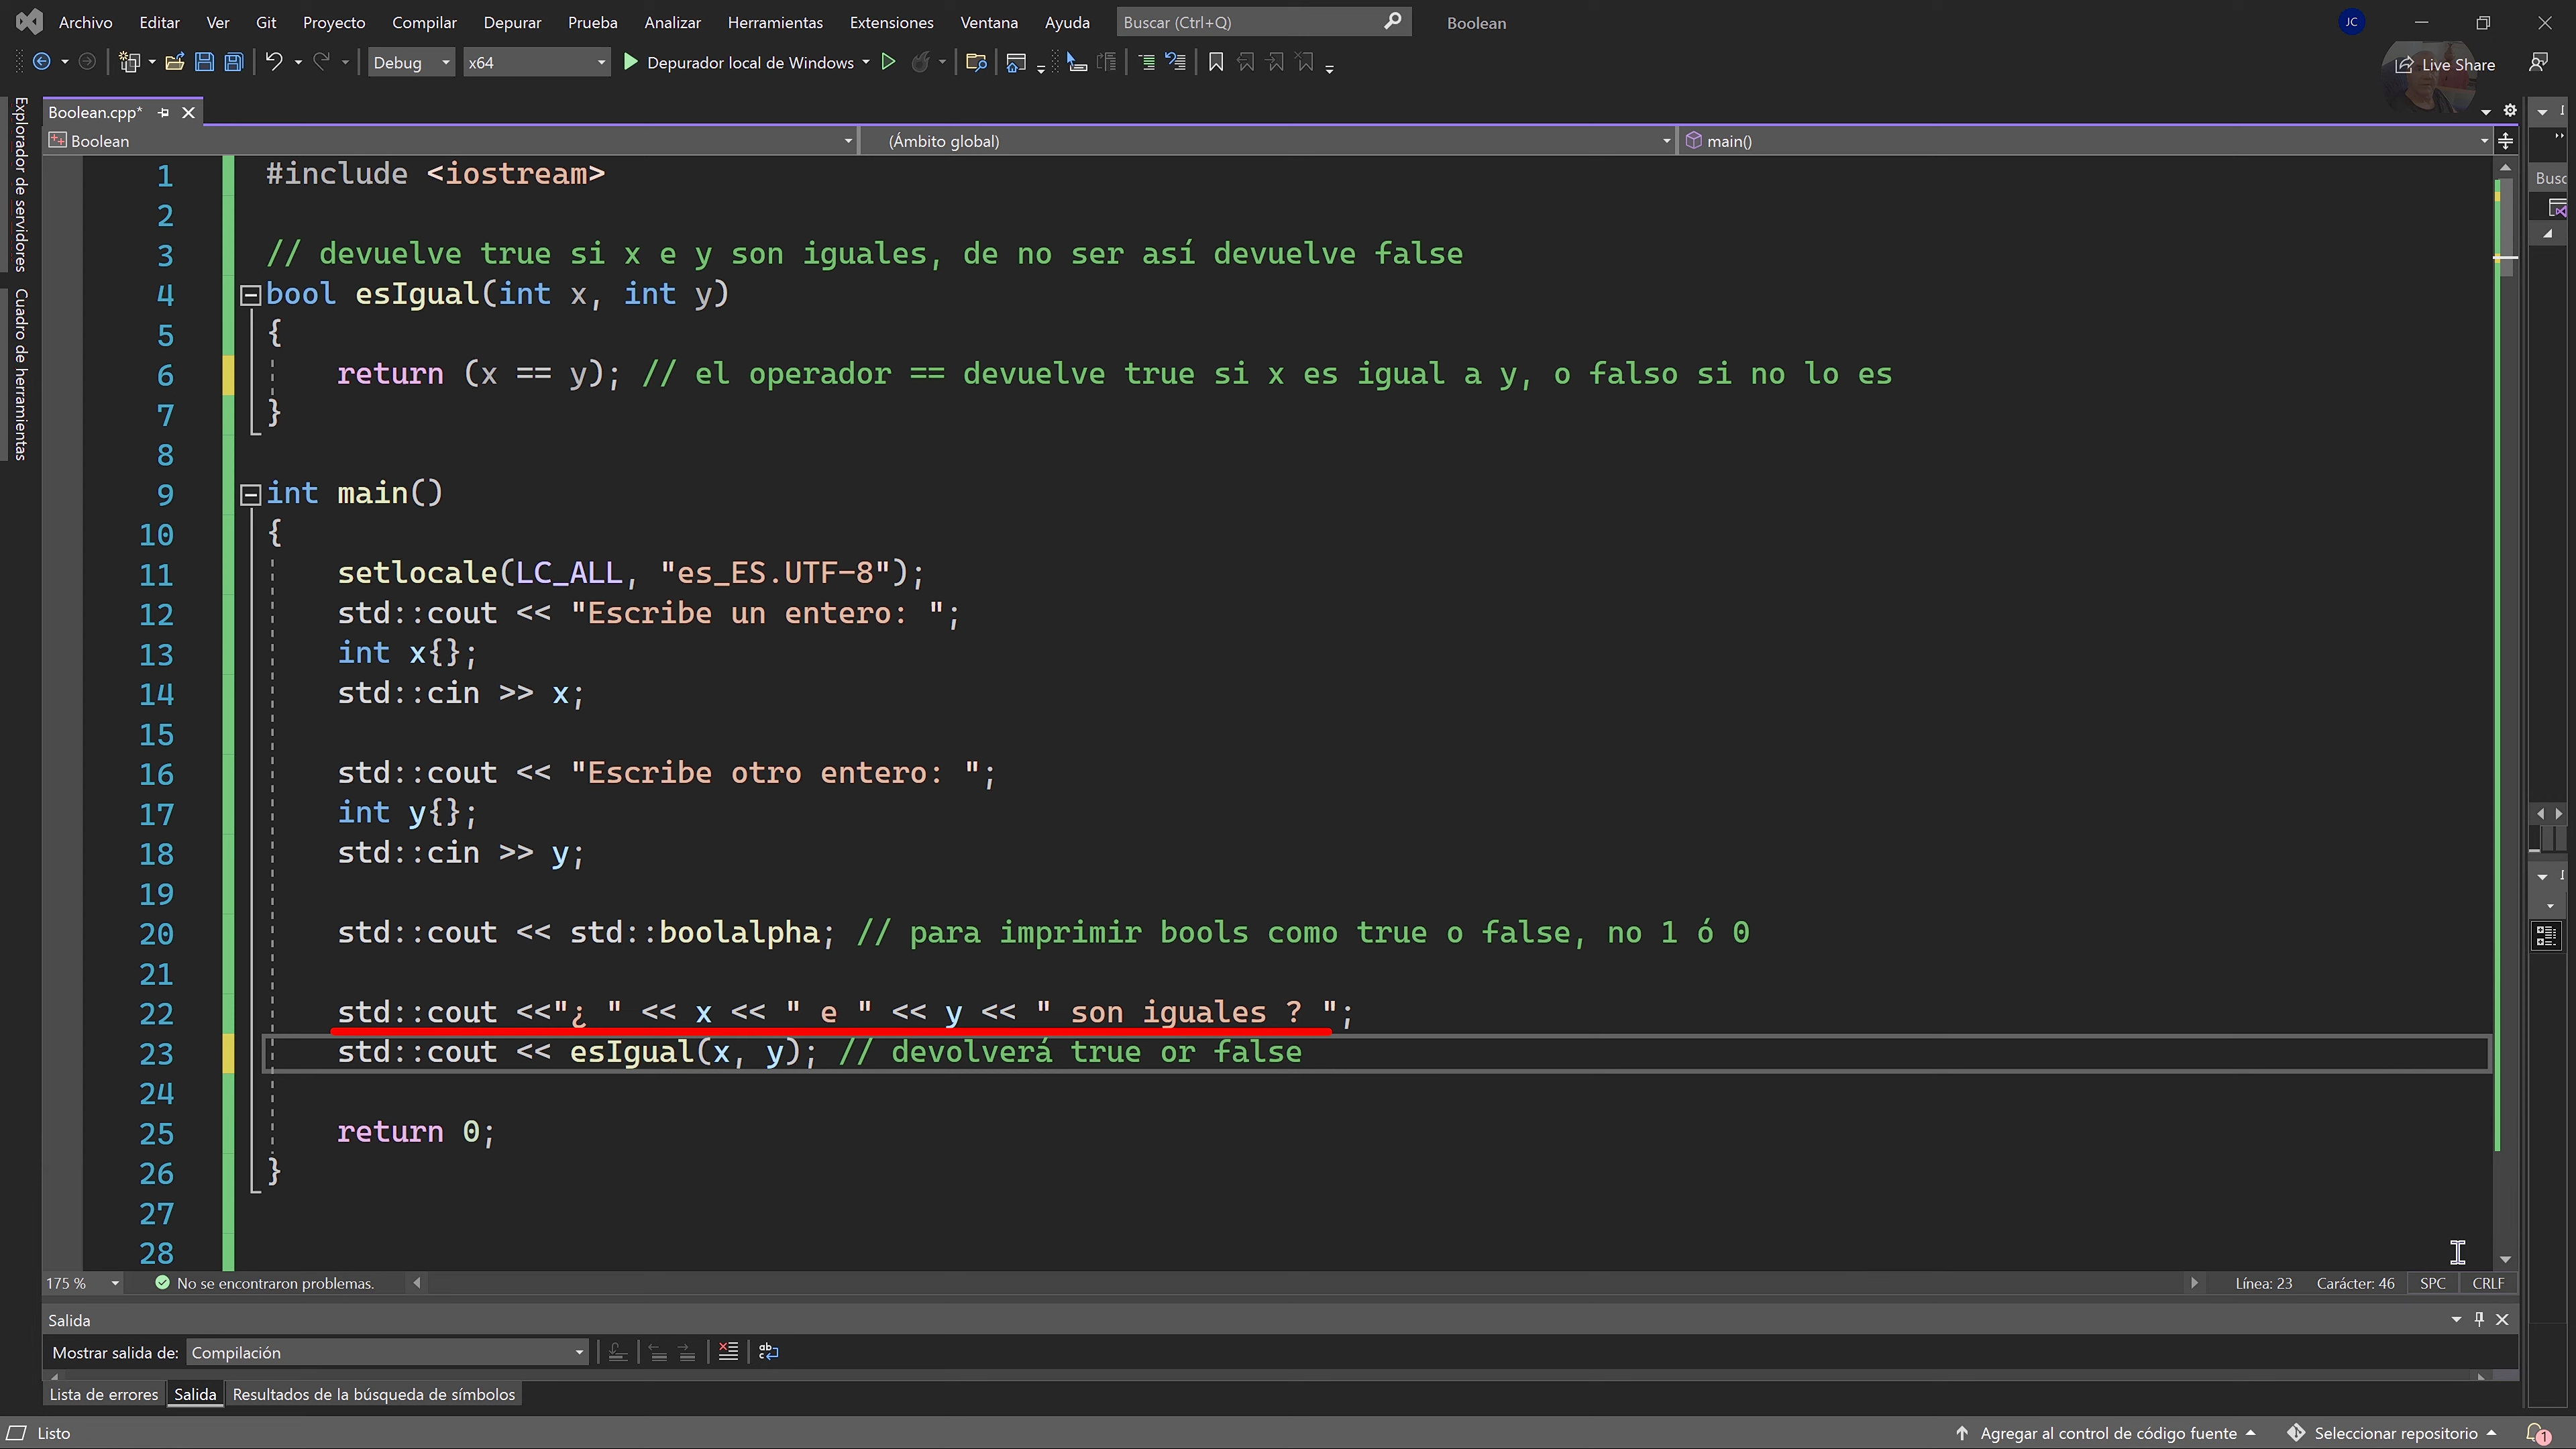 Archivo Editar Ver Git Proyecto Compilar Depurar Prueba Analizar Herramientas Extensiones Ventana Ayuda Buscar (Ctrl+Q) Boolean JC
Debug x64 Depurador local de Windows Live Share
Boolean.cpp*
Boolean (Ámbito global) main()
Explorador de servidores
Cuadro de herramientas
1 #include <iostream>
2
3 // devuelve true si x e y son iguales, de no ser así devuelve false
4 bool esIgual(int x, int y)
5 {
6 return (x == y); // el operador == devuelve true si x es igual a y, o falso si no lo es
7 }
8
9 int main()
10 {
11 setlocale(LC_ALL, "es_ES.UTF-8");
12 std::cout << "Escribe un entero: ";
13 int x{};
14 std::cin >> x;
15
16 std::cout << "Escribe otro entero: ";
17 int y{};
18 std::cin >> y;
19
20 std::cout << std::boolalpha; // para imprimir bools como true o false, no 1 ó 0
21
22 std::cout <<"¿ " << x << " e " << y << " son iguales ? ";
23 std::cout << esIgual(x, y); // devolverá true or false
24
25 return 0;
26 }
27
28
Busc
175 % No se encontraron problemas. Línea: 23 Carácter: 46 SPC CRLF
Salida
Mostrar salida de: Compilación
Lista de errores Salida Resultados de la búsqueda de símbolos
Listo Agregar al control de código fuente Seleccionar repositorio 1